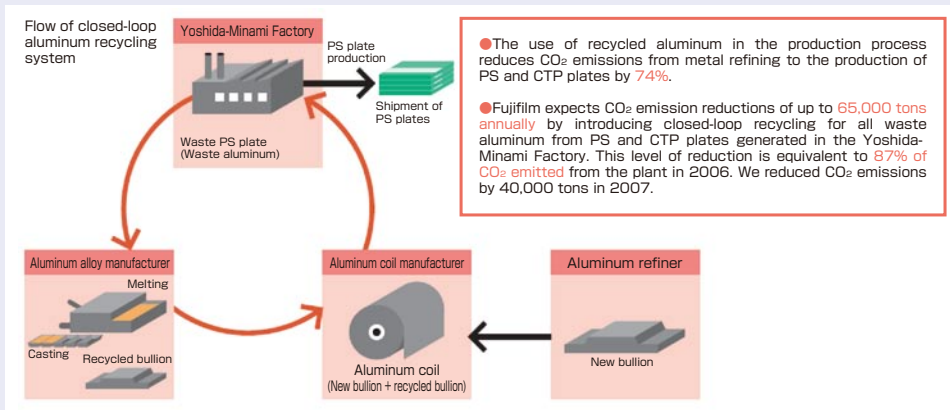 Flow of closed-loop
aluminum recycling
system
Yoshida-Minami Factory
PS plate
production
Shipment of
PS plates
Waste PS plate
(Waste aluminum)
●The use of recycled aluminum in the production process
reduces CO₂ emissions from metal refining to the production of
PS and CTP plates by 74%.
●Fujifilm expects CO₂ emission reductions of up to 65,000 tons
annually by introducing closed-loop recycling for all waste
aluminum from PS and CTP plates generated in the Yoshida-
Minami Factory. This level of reduction is equivalent to 87% of
CO₂ emitted from the plant in 2006. We reduced CO₂ emissions
by 40,000 tons in 2007.
Aluminum alloy manufacturer
Melting
Casting
Recycled bullion
Aluminum coil manufacturer
Aluminum coil
(New bullion + recycled bullion)
Aluminum refiner
New bullion